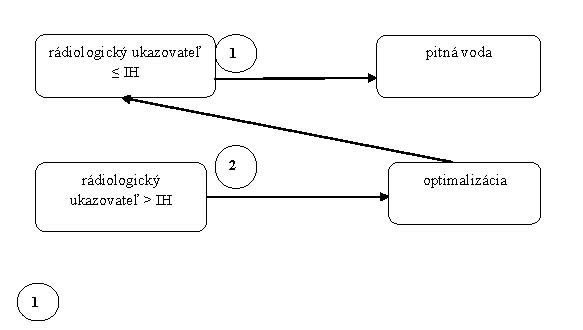 rádiologický ukazovateľ
≤ IH
1
pitná voda
rádiologický
ukazovateľ > IH
2
optimalizácia
1